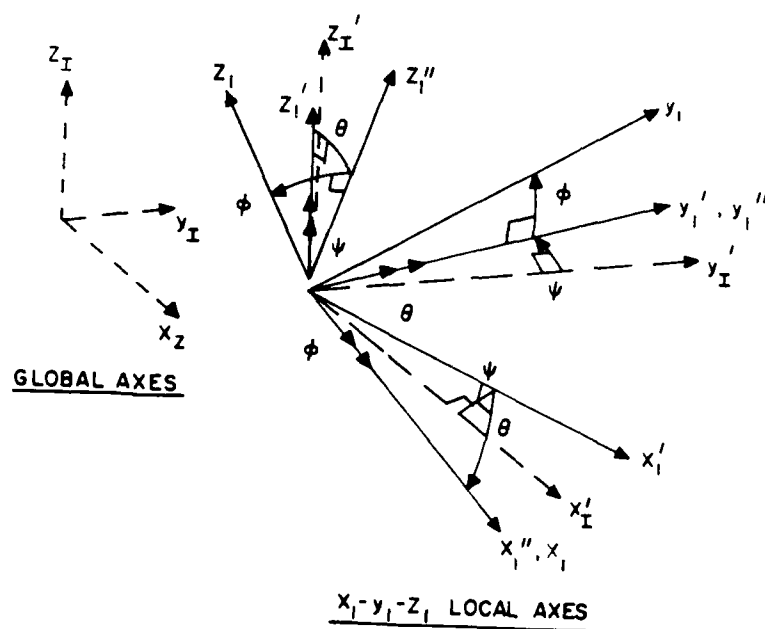 Z_I
y_I
X_Z
GLOBAL AXES
Z_I'
Z_1
Z_1'
Z_1''
θ
ϕ
ψ
y_1
ϕ
y_1', y_1''
y_I'
ψ
θ
ϕ
ψ
θ
X_1'
X_I'
X_1'', X_1
X_1-y_1-Z_1 LOCAL AXES